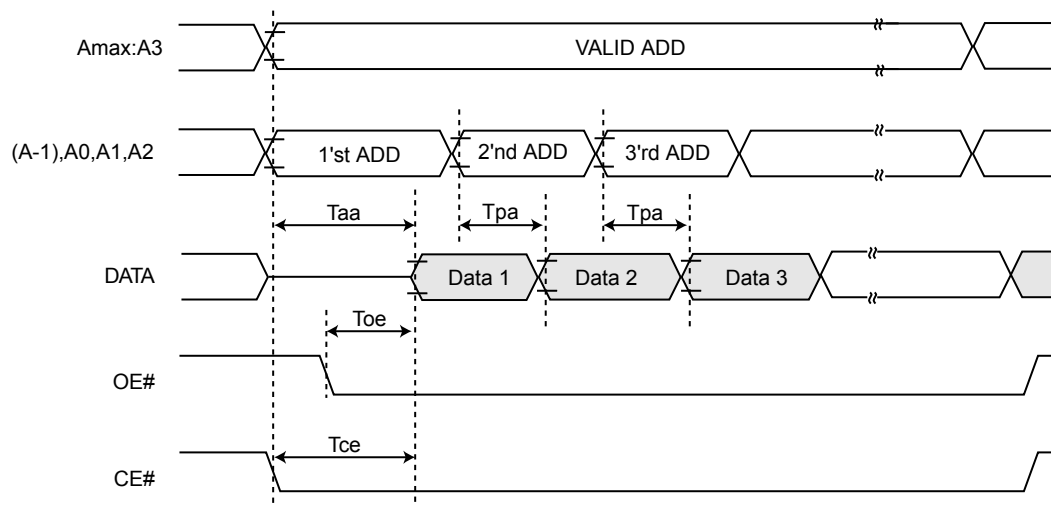 Amax:A3
VALID ADD
(A-1),A0,A1,A2
1'st ADD
2'nd ADD
3'rd ADD
Taa
Tpa
Tpa
DATA
Data 1
Data 2
Data 3
Toe
OE#
Tce
CE#